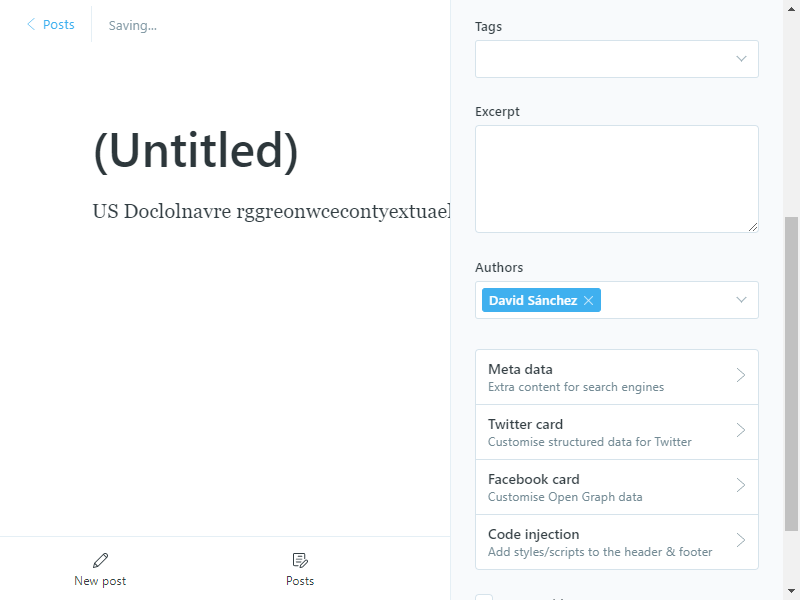 Posts
Saving...
(Untitled)
US Doclolnavre rggreonwcecontyextuael
New post
Posts
Tags
Excerpt
Authors
David Sánchez
Meta data
Extra content for search engines
Twitter card
Customise structured data for Twitter
Facebook card
Customise Open Graph data
Code injection
Add styles/scripts to the header & footer